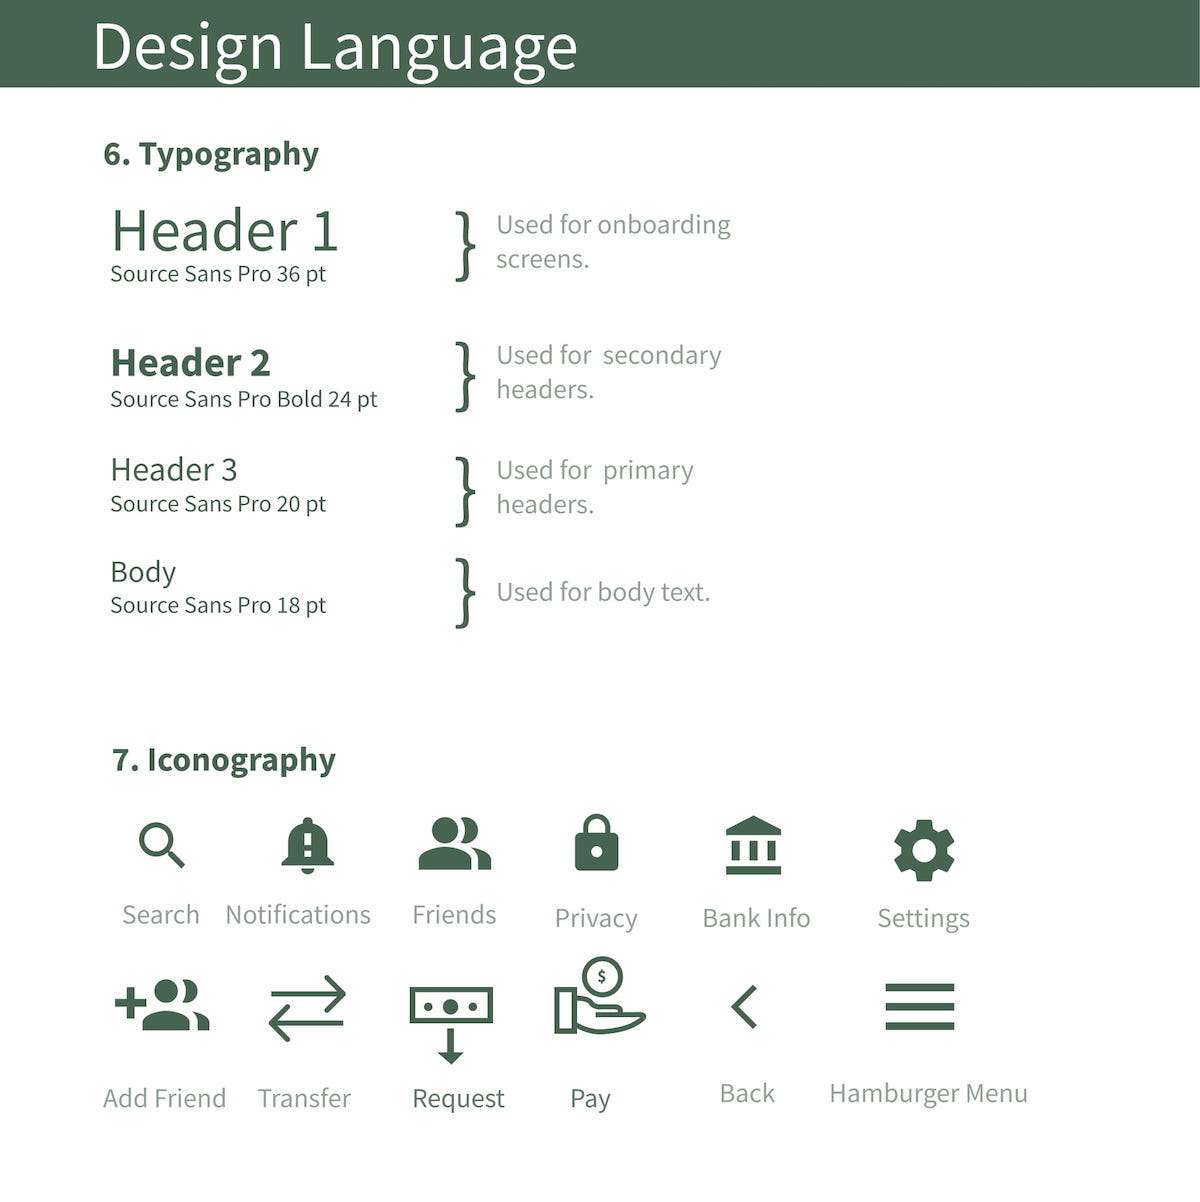 Design Language
6. Typography
Header 1
Source Sans Pro 36 pt
Used for onboarding
screens.
Header 2
Source Sans Pro Bold 24 pt
Used for secondary
headers.
Header 3
Source Sans Pro 20 pt
Used for primary
headers.
Body
Source Sans Pro 18 pt
Used for body text.
7. Iconography
Search Notifications Friends Privacy Bank Info Settings
$
Add Friend Transfer Request Pay Back Hamburger Menu